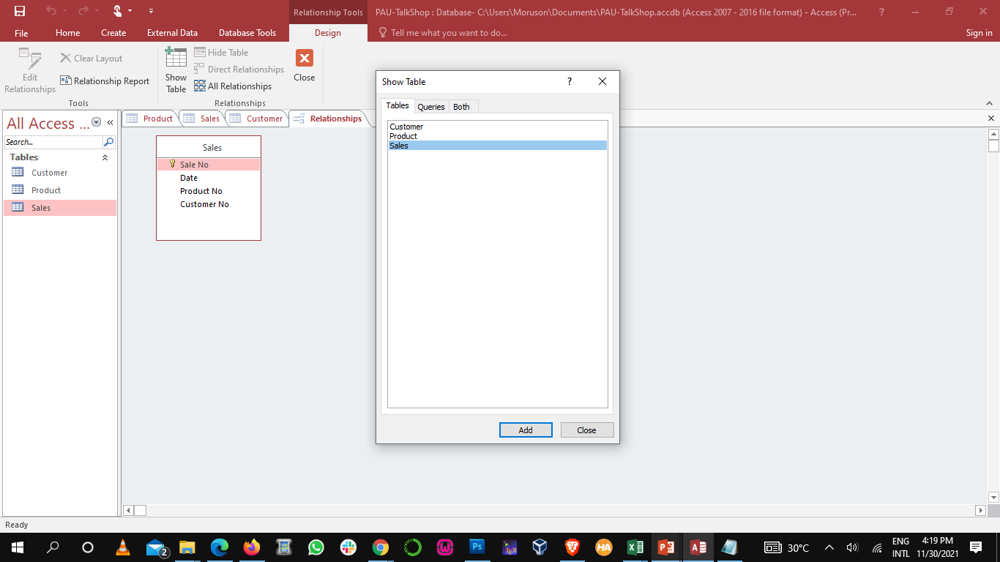 Relationship Tools
PAU-TalkShop : Database- C:\Users\Moruson\Documents\PAU-TalkShop.accdb (Access 2007 - 2016 file format) - Access (Pr...
?
File
Home
Create
External Data
Database Tools
Design
Tell me what you want to do...
Sign in
Edit
Relationships
Clear Layout
Relationship Report
Tools
Show
Table
Hide Table
Direct Relationships
All Relationships
Relationships
Close
All Access ...
Search...
Tables
Customer
Product
Sales
Product
Sales
Customer
Relationships
Sales
Sale No
Date
Product No
Customer No
Show Table
?
Tables
Queries
Both
Customer
Product
Sales
Add
Close
Ready
2
Ps
HA
30°C
ENG
INTL
4:19 PM
11/30/2021